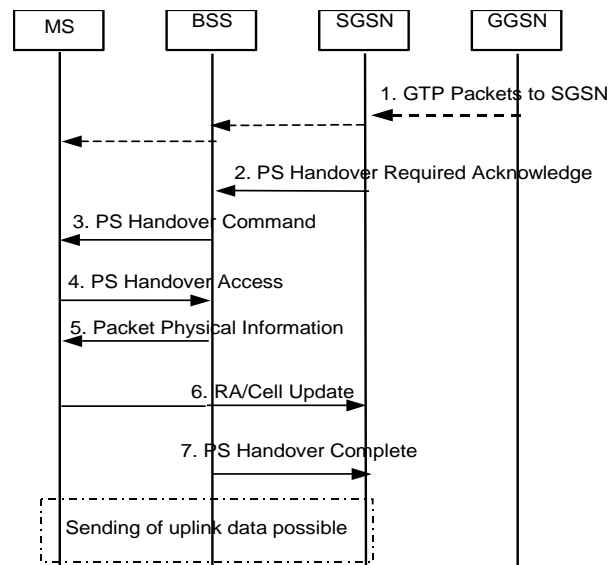 MS
BSS
SGSN
GGSN
1. GTP Packets to SGSN
2. PS Handover Required Acknowledge
3. PS Handover Command
4. PS Handover Access
5. Packet Physical Information
6. RA/Cell Update
7. PS Handover Complete
Sending of uplink data possible